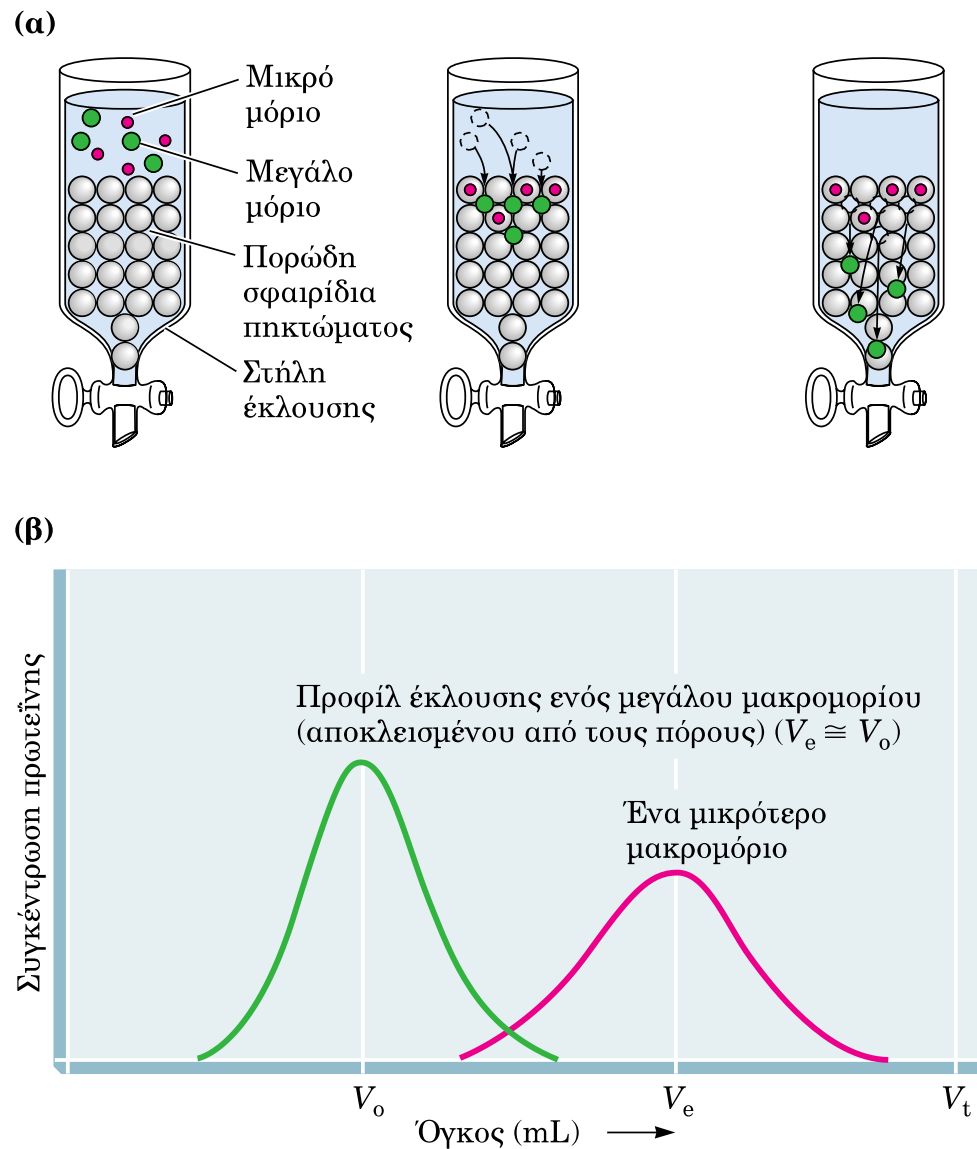 (α)
Μικρό
μόριο
Μεγάλο
μόριο
Πορώδη
σφαιρίδια
πηκτώματος
Στήλη
έκλουσης
(β)
Συγκέντρωση πρωτεΐνης
Προφίλ έκλουσης ενός μεγάλου μακρομορίου
(αποκλεισμένου από τους πόρους) (Ve ≅ Vo)
Ένα μικρότερο
μακρομόριο
Vo
Ve
Vt
Όγκος (mL) →